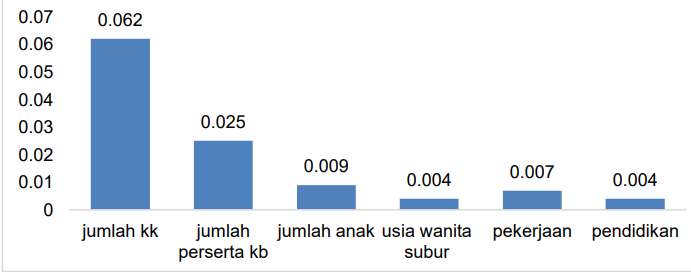 0.07
0.06
0.05
0.04
0.03
0.02
0.01
0
0.062
0.025
0.009
0.004
0.007
0.004
jumlah kk
jumlah
perserta kb
jumlah anak
usia wanita
subur
pekerjaan
pendidikan